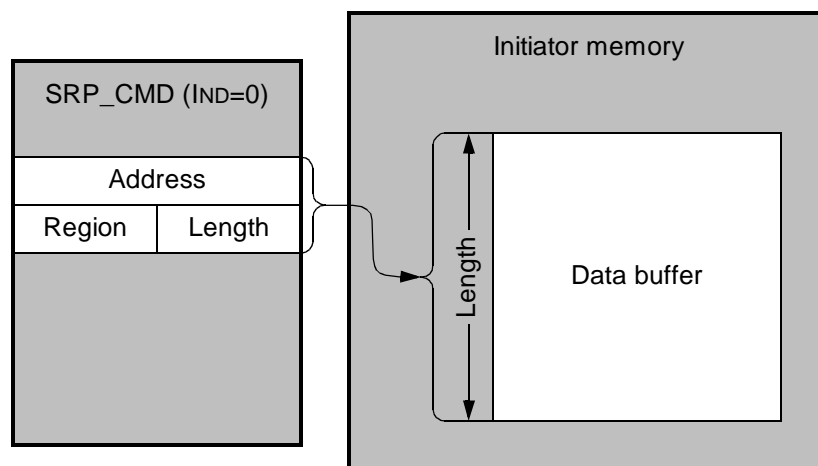 Initiator memory
SRP_CMD (IND=0)
Address
Region Length
Length
Data buffer